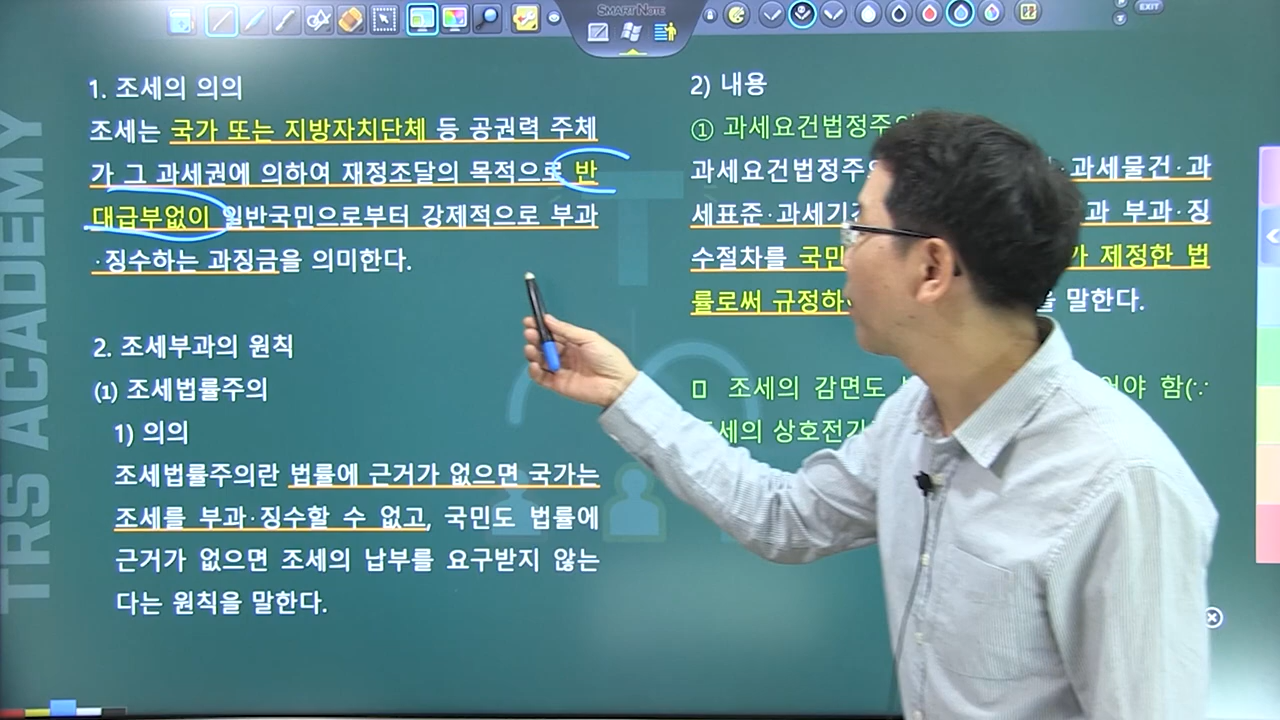 SMART NOTE
EXIT
TRS ACADEMY
1. 조세의 의의
조세는 국가 또는 지방자치단체 등 공권력 주체
가 그 과세권에 의하여 재정조달의 목적으로 반
대급부없이 일반국민으로부터 강제적으로 부과
·징수하는 과징금을 의미한다.
2. 조세부과의 원칙
(1) 조세법률주의
1) 의의
조세법률주의란 법률에 근거가 없으면 국가는
조세를 부과·징수할 수 없고, 국민도 법률에
근거가 없으면 조세의 납부를 요구받지 않는
다는 원칙을 말한다.
2) 내용
① 과세요건법정주의
과세요건법정주의 과세물건·과
세표준·과세기 과 부과·징
수절차를 국민 가 제정한 법
률로써 규정하 을 말한다.
조세의 감면도 어야 함(∵
조세의 상호전가